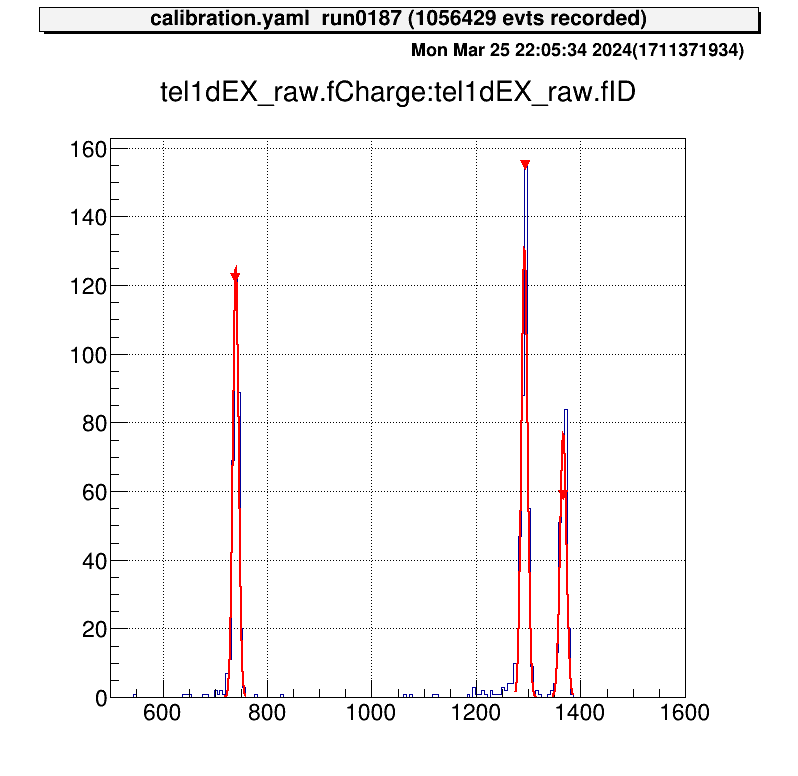 calibration.yaml run0187 (1056429 evts recorded)
Mon Mar 25 22:05:34 2024(1711371934)
tel1dEX_raw.fCharge:tel1dEX_raw.fID
160
140
120
100
80
60
40
20
0
600 800 1000 1200 1400 1600